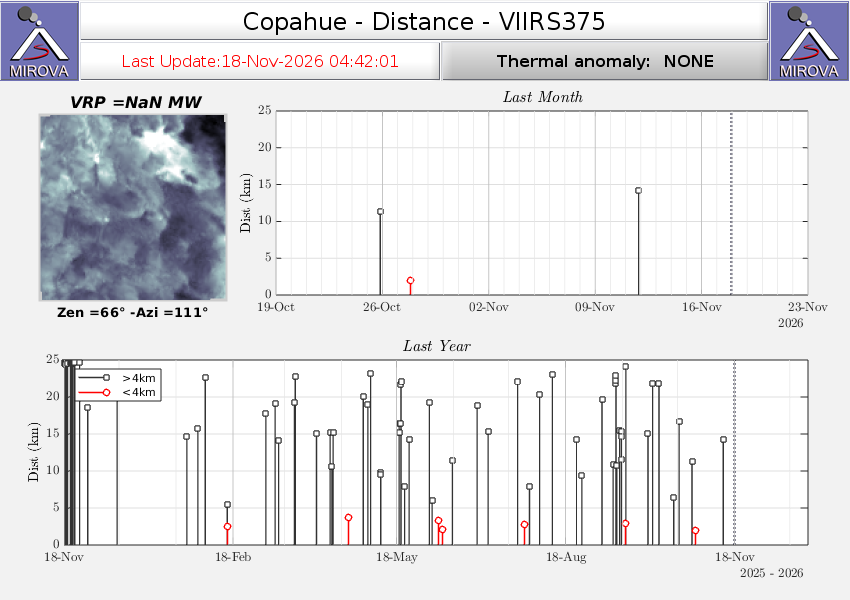 Copahue - Distance - VIIRS375
MIROVA
Last Update:18-Nov-2026 04:42:01
Thermal anomaly: NONE
MIROVA
VRP =NaN MW
Zen =66° -Azi =111°
Last Month
Dist (km)
25
20
15
10
5
0
19-Oct 26-Oct 02-Nov 09-Nov 16-Nov 23-Nov
2026
Last Year
Dist (km)
25
20
15
10
5
0
>4km
<4km
18-Nov 18-Feb 18-May 18-Aug 18-Nov
2025 - 2026